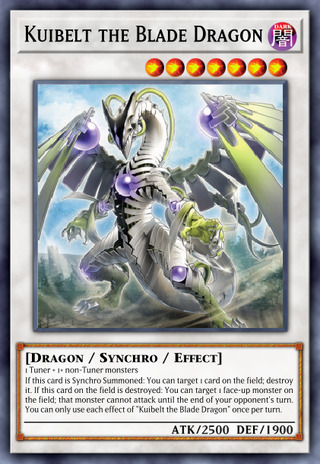 Kuibelt the Blade Dragon
DARK
闇
[Dragon / Synchro / Effect]
1 Tuner + 1+ non-Tuner monsters
If this card is Synchro Summoned: You can target 1 card on the field; destroy
it. If this card on the field is destroyed: You can target 1 face-up monster on
the field; that monster cannot attack until the end of your opponent's turn.
You can only use each effect of "Kuibelt the Blade Dragon" once per turn.
ATK/2500 DEF/1900